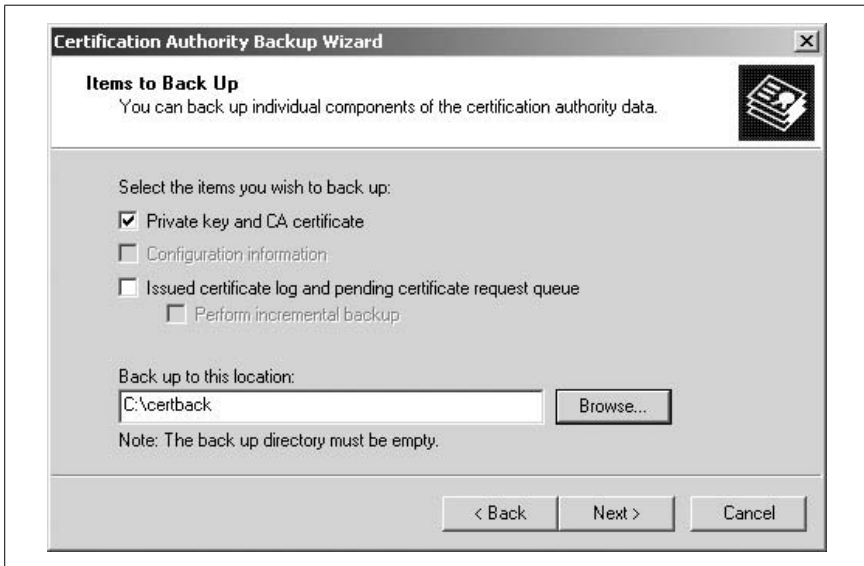 Certification Authority Backup Wizard
Items to Back Up
You can back up individual components of the certification authority data.
Select the items you wish to back up:
Private key and CA certificate
Configuration information
Issued certificate log and pending certificate request queue
Perform incremental backup
Back up to this location:
C:\certback
Browse...
Note: The back up directory must be empty.
< Back
Next >
Cancel